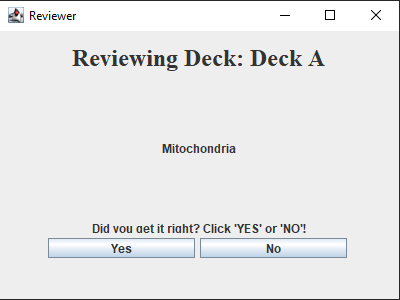 Reviewer
Reviewing Deck: Deck A
Mitochondria
Did you get it right? Click 'YES' or 'NO'!
Yes
No